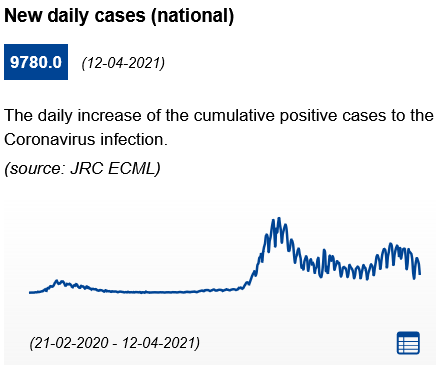 New daily cases (national)
9780.0 (12-04-2021)
The daily increase of the cumulative positive cases to the
Coronavirus infection.
(source: JRC ECML)
(21-02-2020 - 12-04-2021)